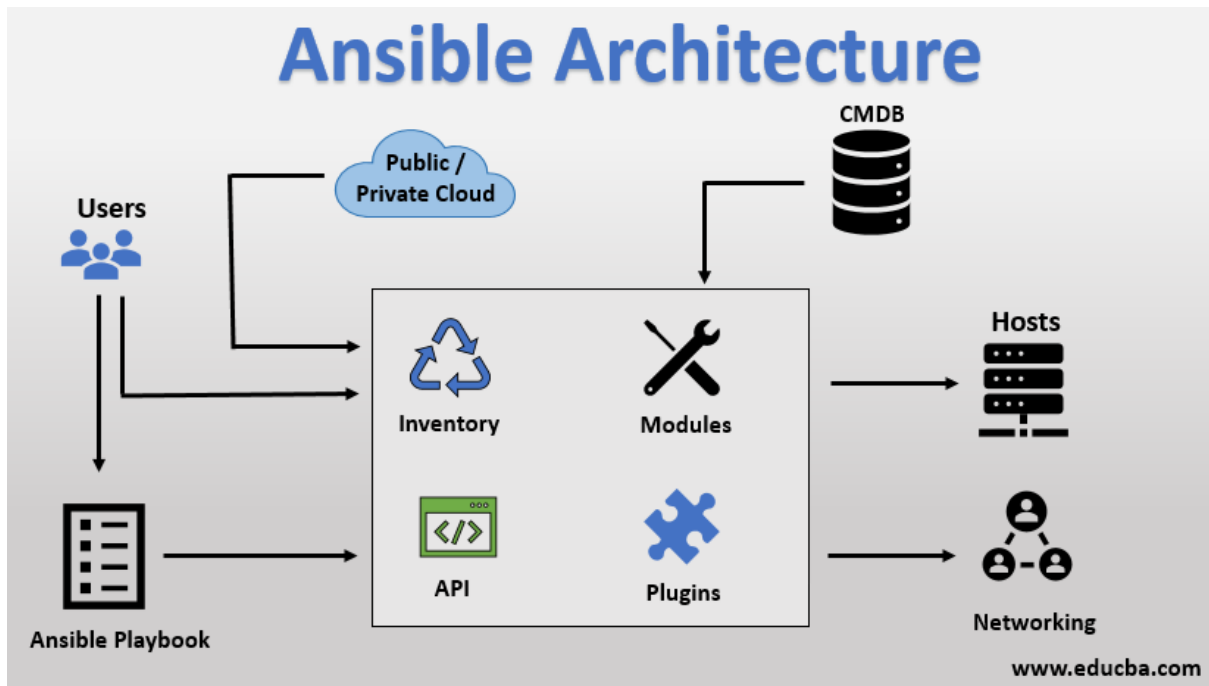 Ansible Architecture
CMDB
Public /
Private Cloud
Users
Hosts
Inventory
Modules
API
Plugins
Ansible Playbook
Networking
www.educba.com